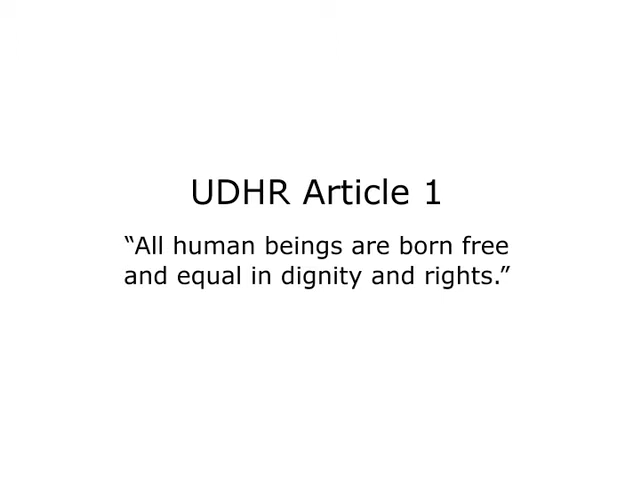 UDHR Article 1
“All human beings are born free
and equal in dignity and rights.”